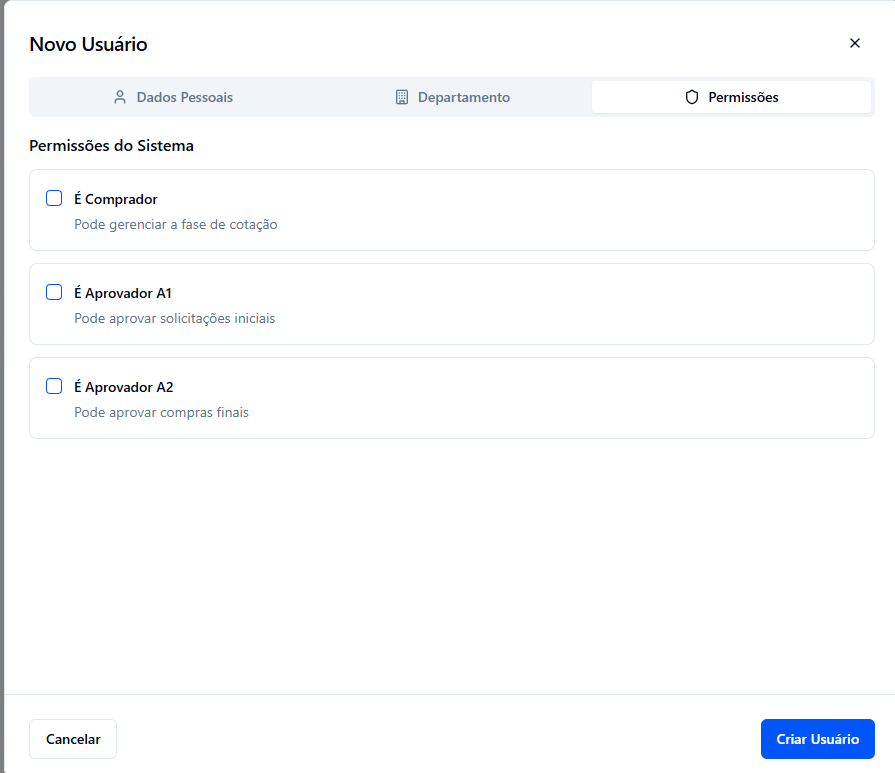 Novo Usuário
Dados Pessoais
Departamento
Permissões
Permissões do Sistema
É Comprador
Pode gerenciar a fase de cotação
É Aprovador A1
Pode aprovar solicitações iniciais
É Aprovador A2
Pode aprovar compras finais
Cancelar
Criar Usuário